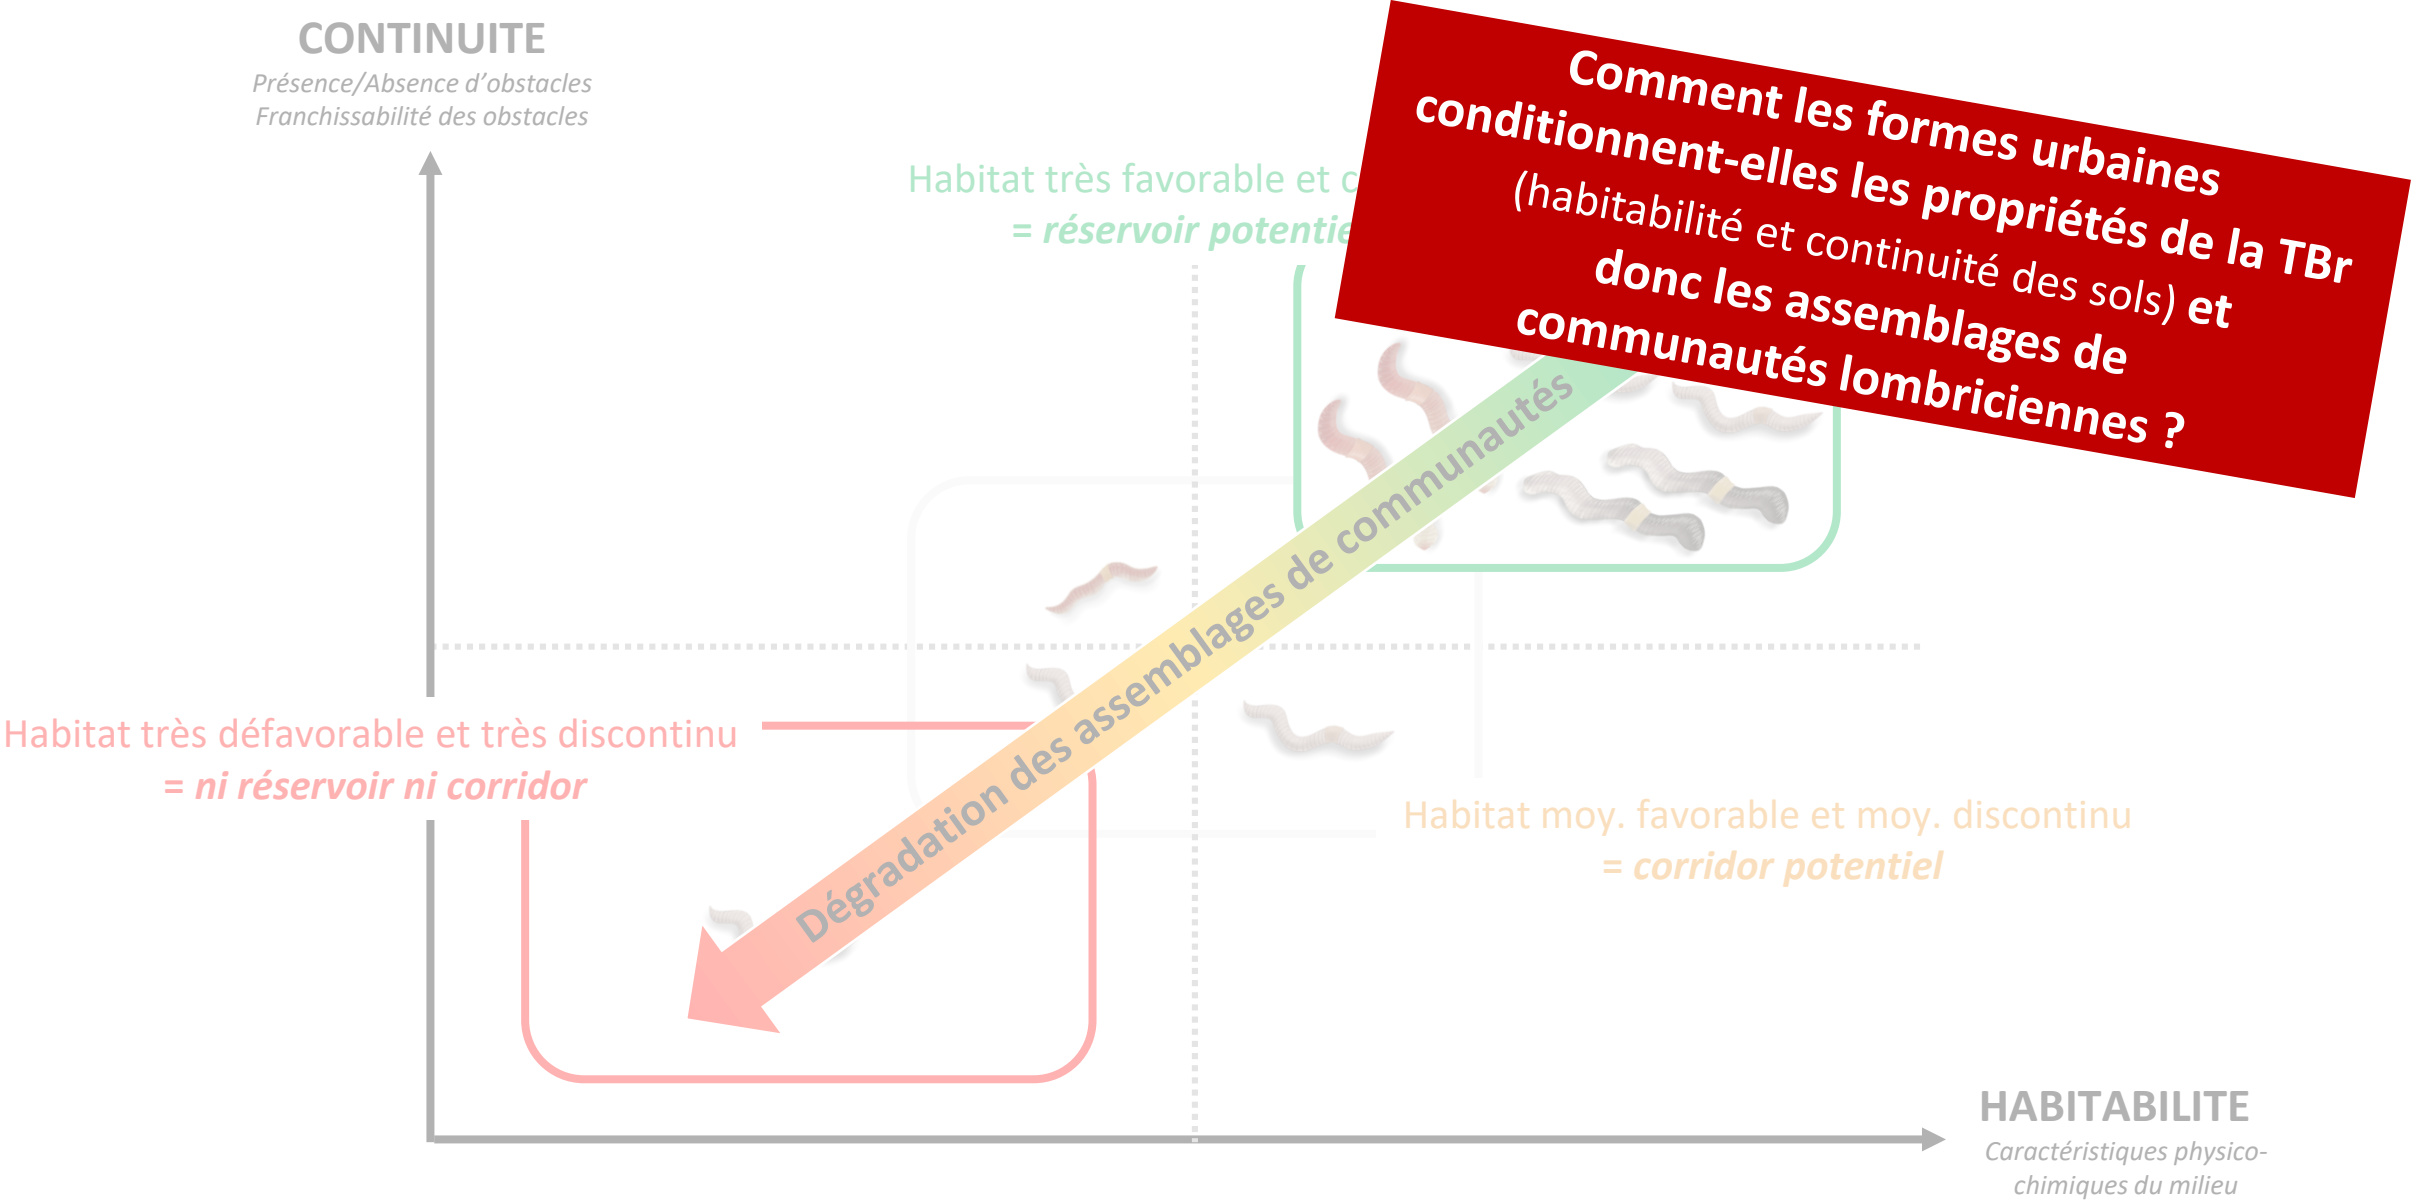 CONTINUITE
Présence/Absence d'obstacles
Franchissabilité des obstacles
Comment les formes urbaines
conditionnent-elles les propriétés de la TBr
(habitabilité et continuité des sols) et
donc les assemblages de
communautés lombriciennes ?
Habitat très favorable et
= réservoir
Dégradation des assemblages de communautés
Habitat très défavorable et très discontinu
= ni réservoir ni corridor
Habitat moy. favorable et moy. discontinu
= corridor potentiel
HABITABILITE
Caractéristiques physico-
chimiques du milieu